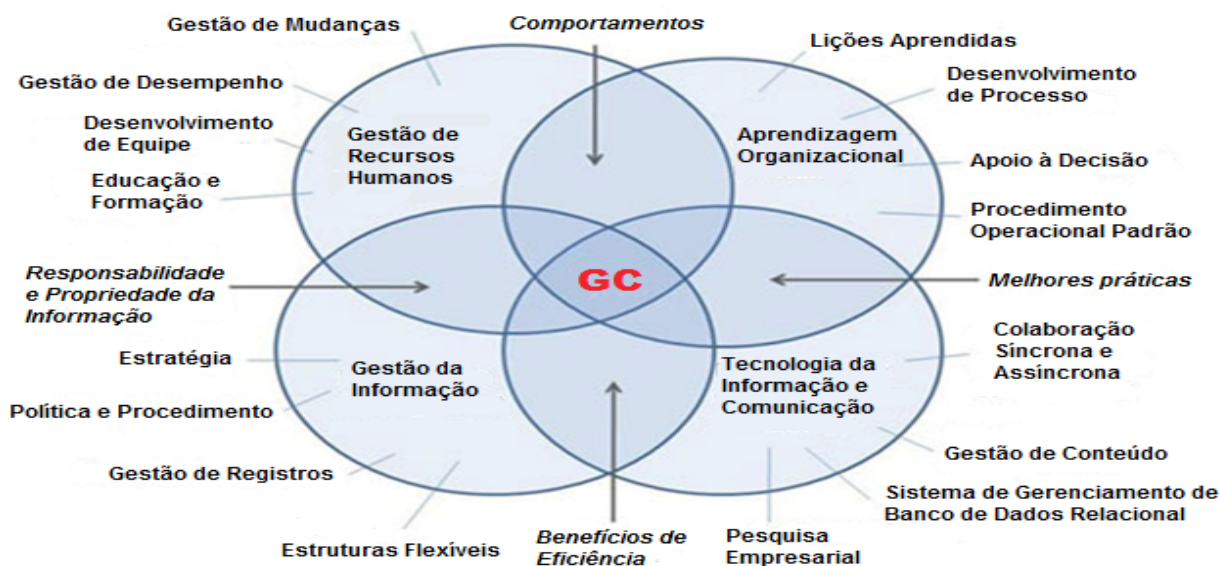 Gestão de Mudanças
Comportamentos
Lições Aprendidas
Gestão de Desempenho
Desenvolvimento
de Processo
Desenvolvimento
de Equipe
Gestão de
Recursos
Humanos
Aprendizagem
Organizacional
Apoio à Decisão
Educação e
Formação
Procedimento
Operacional Padrão
Responsabilidade
e Propriedade da
Informação
GC
Melhores práticas
Estratégia
Gestão da
Informação
Tecnologia da
Informação e
Comunicação
Colaboração
Síncrona e
Assíncrona
Política e Procedimento
Gestão de Registros
Gestão de Conteúdo
Sistema de Gerenciamento de
Banco de Dados Relacional
Estruturas Flexíveis
Benefícios de
Eficiência
Pesquisa
Empresarial